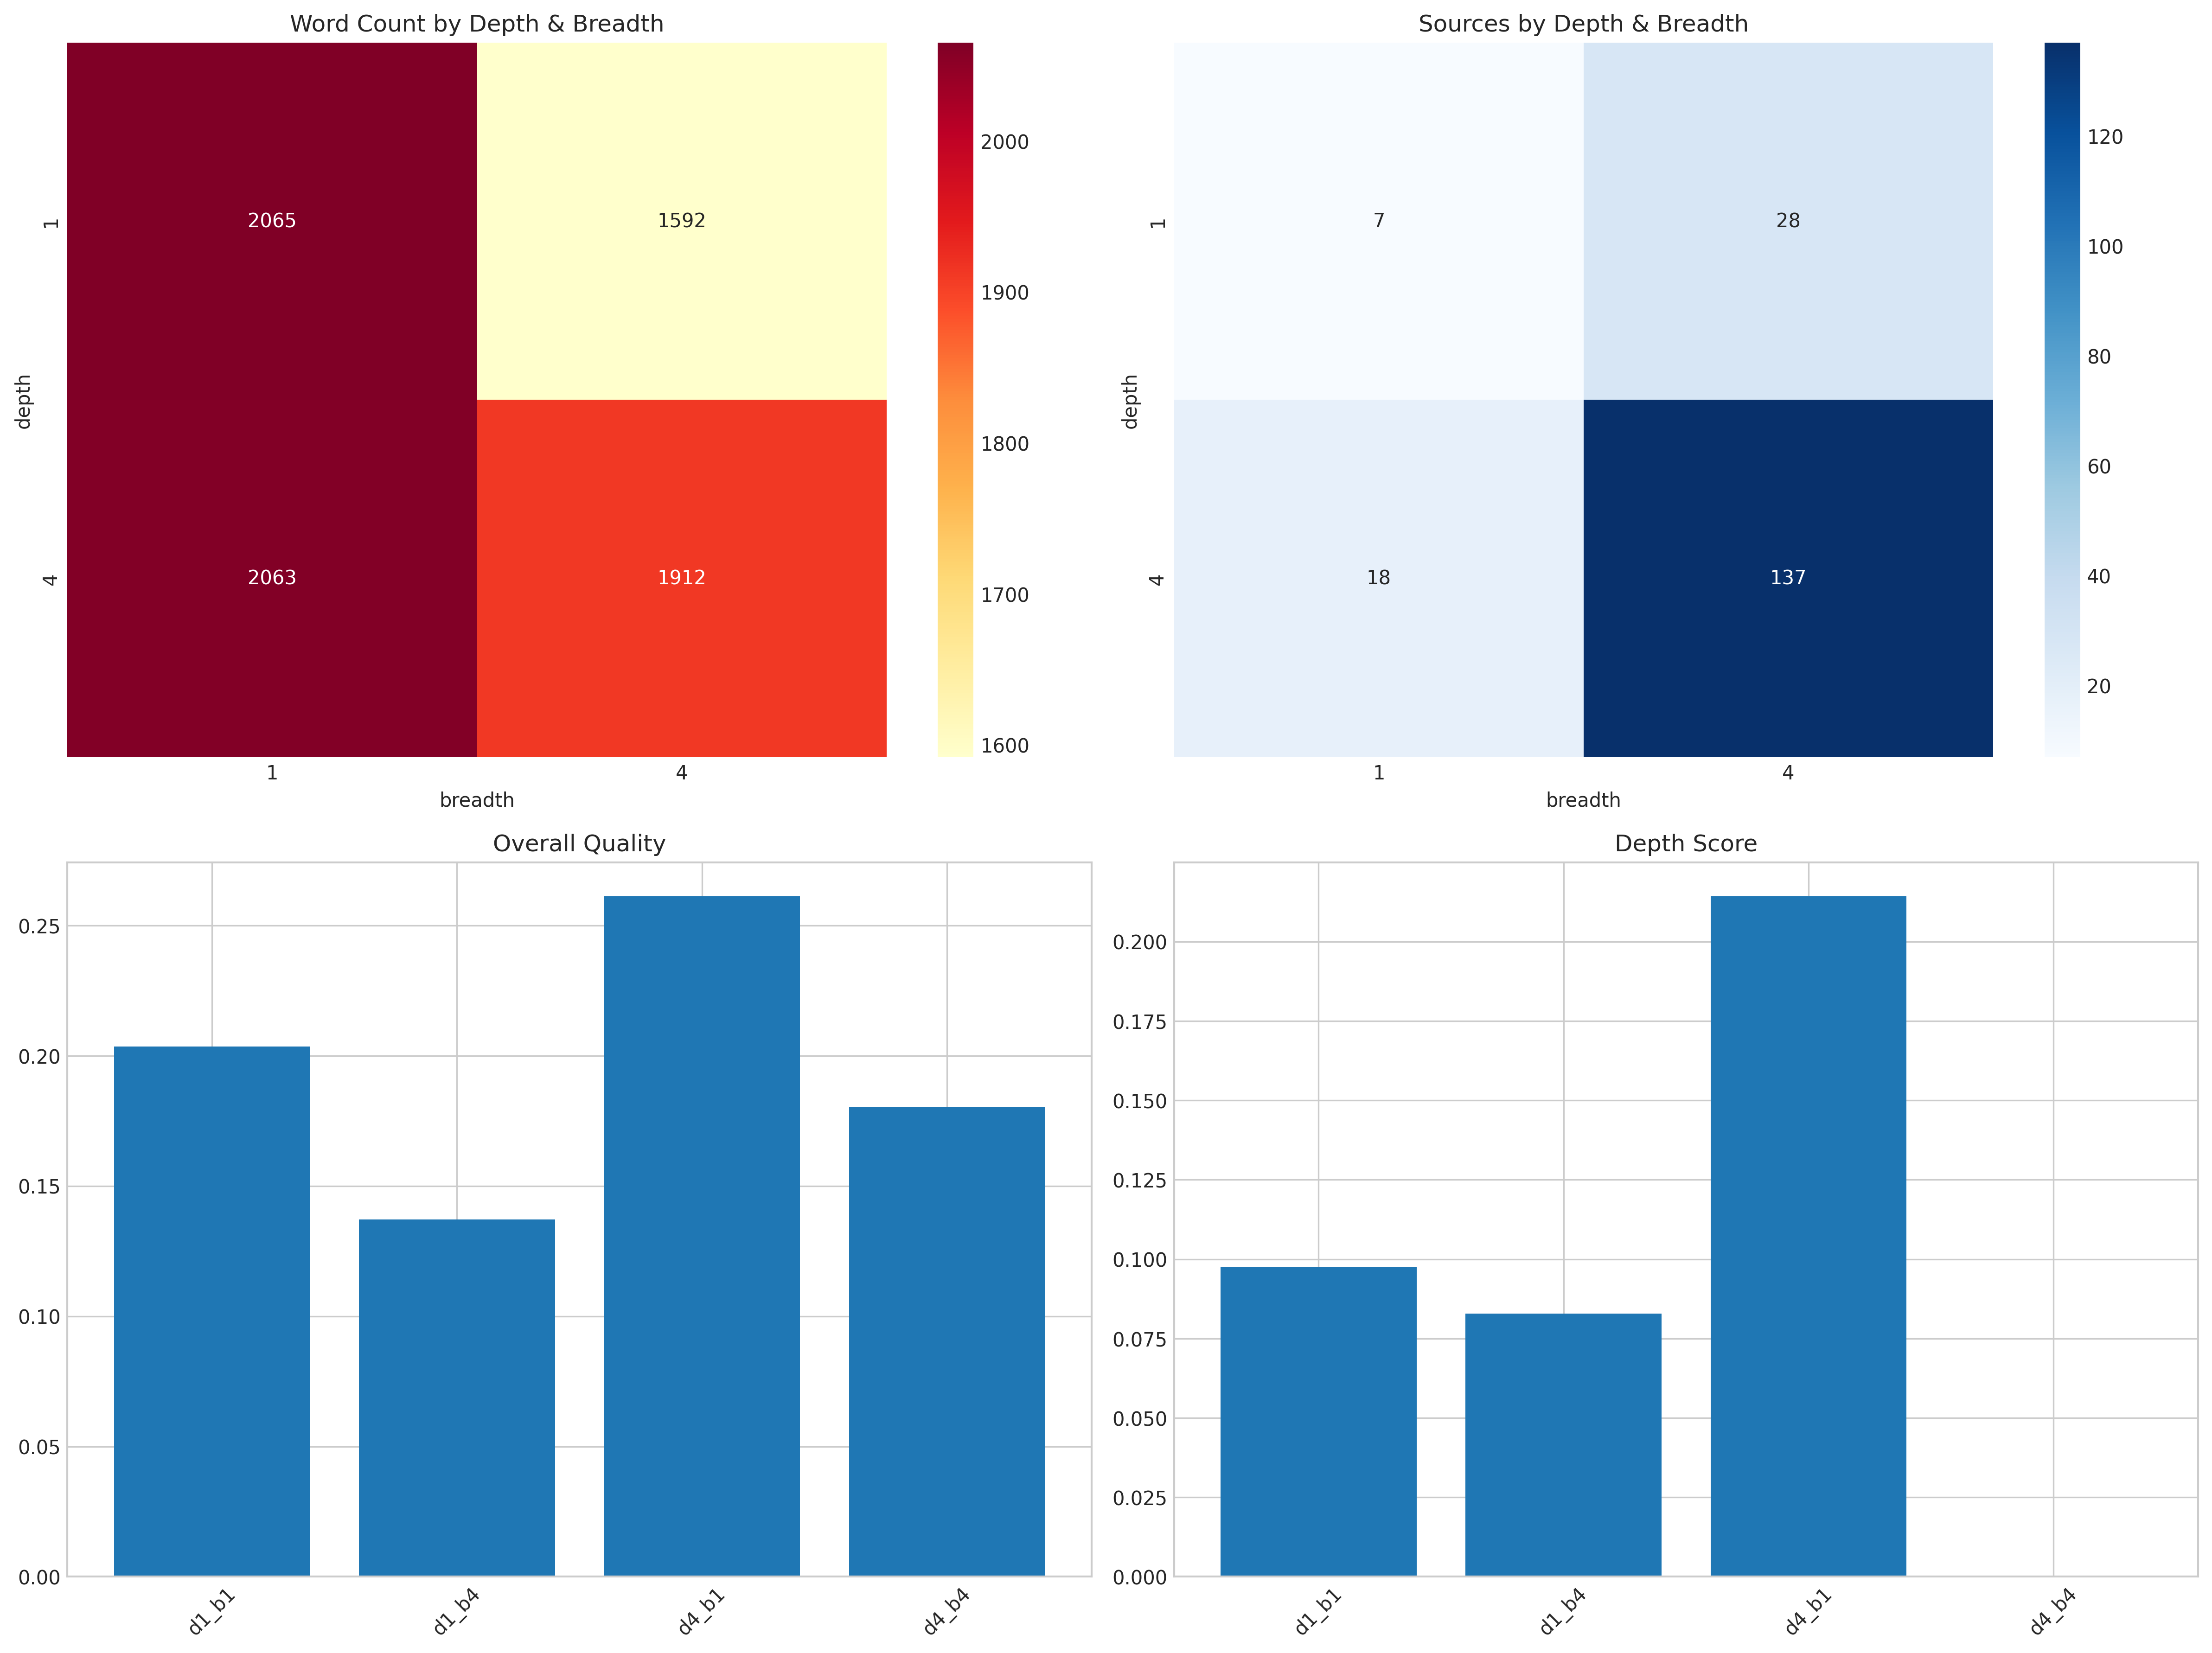 Word Count by Depth & Breadth
2065
1592
2063
1912
1
4
depth
1
4
breadth
2000
1900
1800
1700
1600
Sources by Depth & Breadth
7
28
18
137
1
4
depth
1
4
breadth
120
100
80
60
40
20
Overall Quality
0.25
0.20
0.15
0.10
0.05
0.00
d1_b1
d1_b4
d4_b1
d4_b4
Depth Score
0.200
0.175
0.150
0.125
0.100
0.075
0.050
0.025
0.000
d1_b1
d1_b4
d4_b1
d4_b4